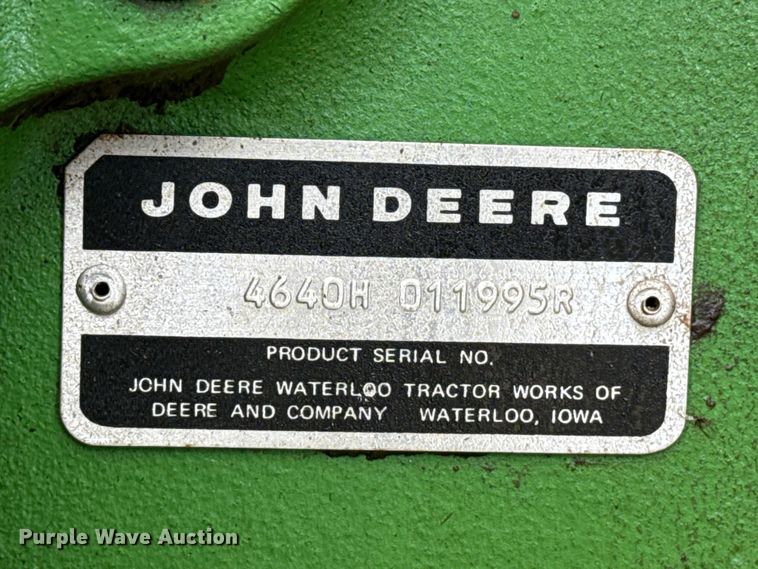 JOHN DEERE
4640H 011995R
PRODUCT SERIAL NO.
JOHN DEERE WATERLOO TRACTOR WORKS OF
DEERE AND COMPANY WATERLOO, IOWA
Purple Wave Auction